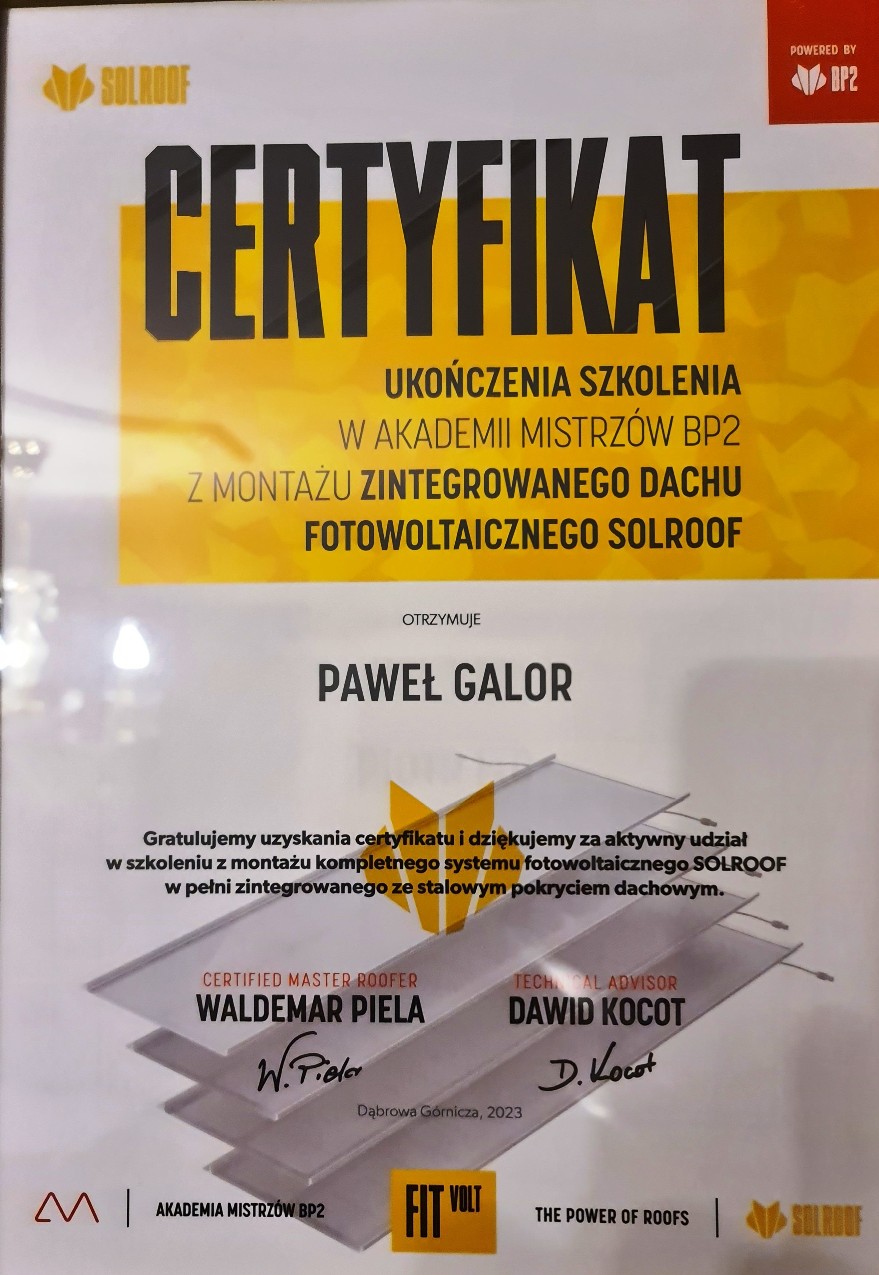 SOLROOF
POWERED BY
BP2
CERTYFIKAT
UKOŃCZENIA SZKOLENIA
W AKADEMII MISTRZÓW BP2
Z MONTAŻU ZINTEGROWANEGO DACHU
FOTOWOLTAICZNEGO SOLROOF
OTRZYMUJE
PAWEŁ GALOR
Gratulujemy uzyskania certyfikatu i dziękujemy za aktywny udział
w szkoleniu z montażu kompletnego systemu fotowoltaicznego SOLROOF
w pełni zintegrowanego ze stalowym pokryciem dachowym.
CERTIFIED MASTER ROOFER
WALDEMAR PIELA
W. Piela
TECHNICAL ADVISOR
DAWID KOCOT
D. Kocot
Dąbrowa Górnicza, 2023
AKADEMIA MISTRZÓW BP2
FIT VOLT
THE POWER OF ROOFS
SOLROOF